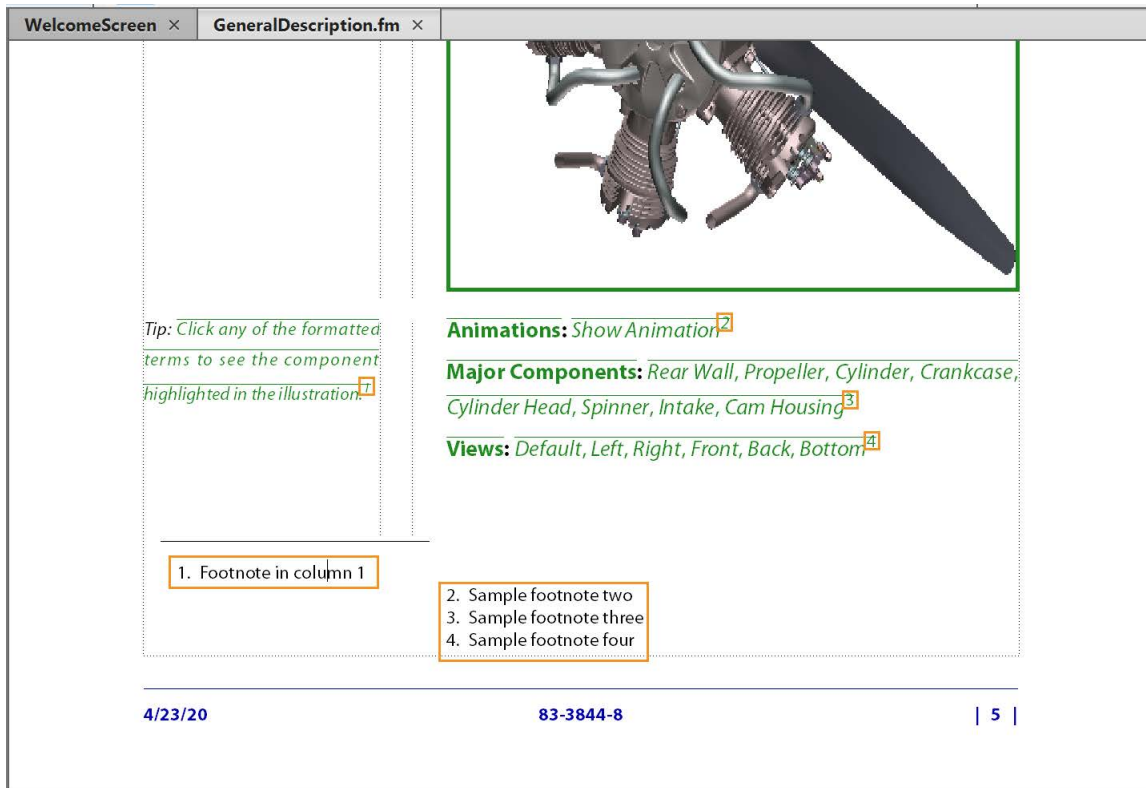 WelcomeScreen ×
GeneralDescription.fm ×
Tip: Click any of the formatted
terms to see the component
highlighted in the illustration.1
Animations: Show Animation2
Major Components: Rear Wall, Propeller, Cylinder, Crankcase,
Cylinder Head, Spinner, Intake, Cam Housing3
Views: Default, Left, Right, Front, Back, Bottom4
1. Footnote in column 1
2. Sample footnote two
3. Sample footnote three
4. Sample footnote four
4/23/20 83-3844-8 | 5 |